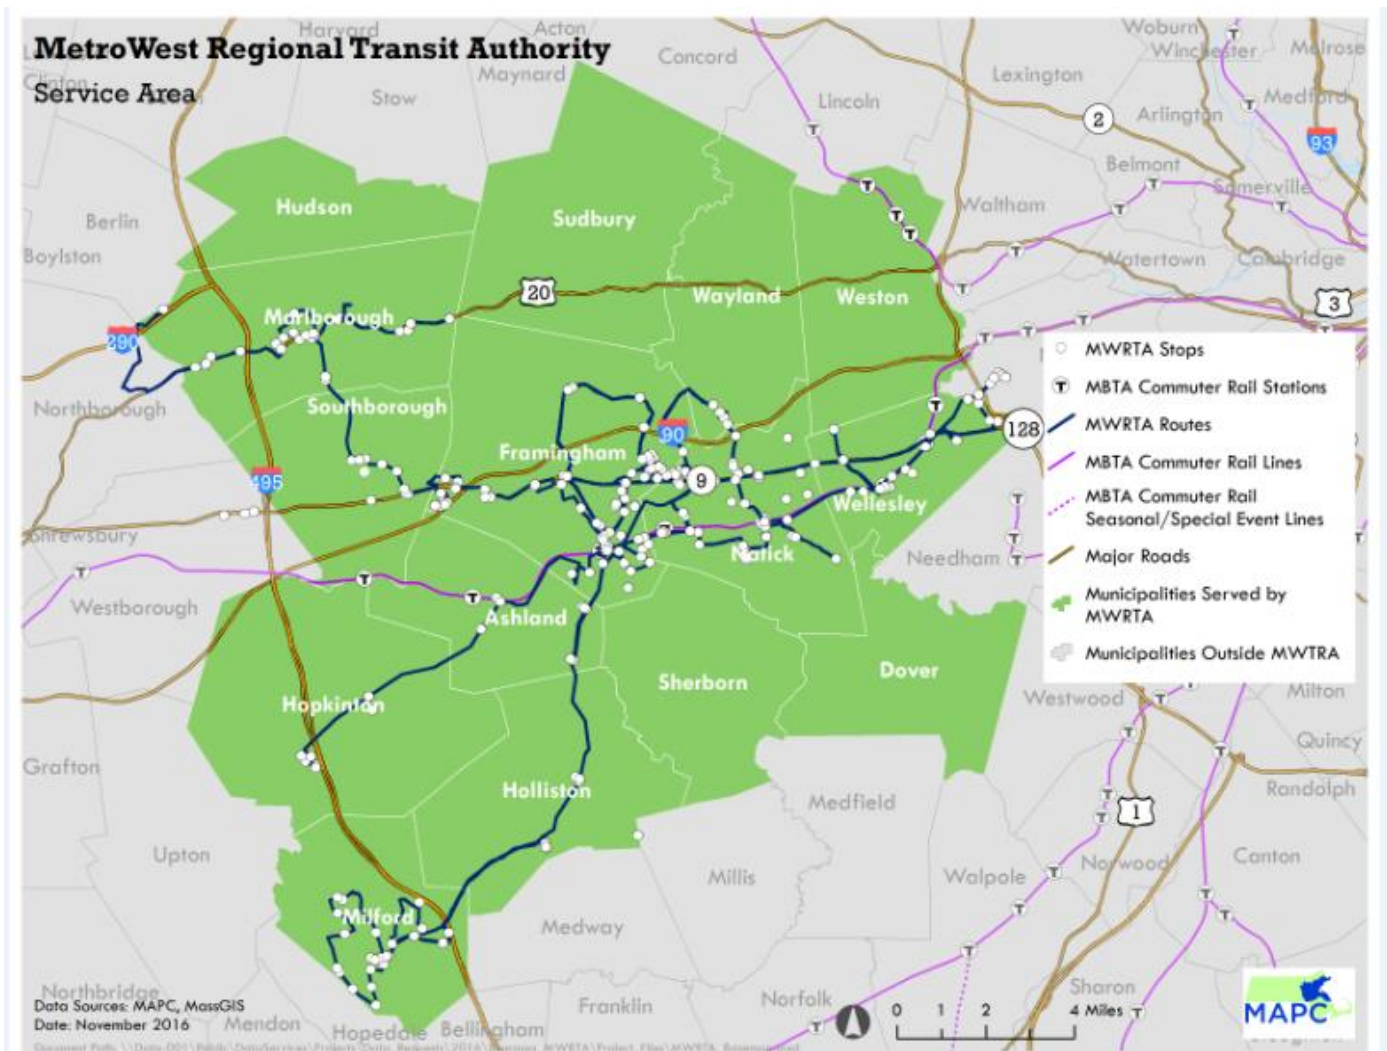 MetroWest Regional Transit Authority
Service Area
Harvard
Acton
Concord
Woburn
Winchester
Melrose
Maynard
Lexington
Stow
Lincoln
Medford
Arlington
2
93
Belmont
Somerville
Hudson
Sudbury
Waltham
Berlin
Boylston
Watertown
Cambridge
20
Wayland
Weston
3
Marlborough
290
Northborough
Southborough
Framingham
90
128
495
9
Wellesley
Shrewsbury
Natick
Needham
Westborough
Ashland
Hopkinton
Sherborn
Dover
Westwood
Milton
Quincy
Grafton
Holliston
Medfield
Randolph
1
Upton
Millis
Walpole
Norwood
Canton
Milford
Medway
Northbridge
Franklin
Norfolk
Sharon
Mendon
Hopedale
Bellingham
MWRTA Stops
T MBTA Commuter Rail Stations
MWRTA Routes
MBTA Commuter Rail Lines
MBTA Commuter Rail
Seasonal/Special Event Lines
Major Roads
Municipalities Served by
MWRTA
Municipalities Outside MWTRA
Data Sources: MAPC, MassGIS
Date: November 2016
0 1 2 4 Miles
MAPC